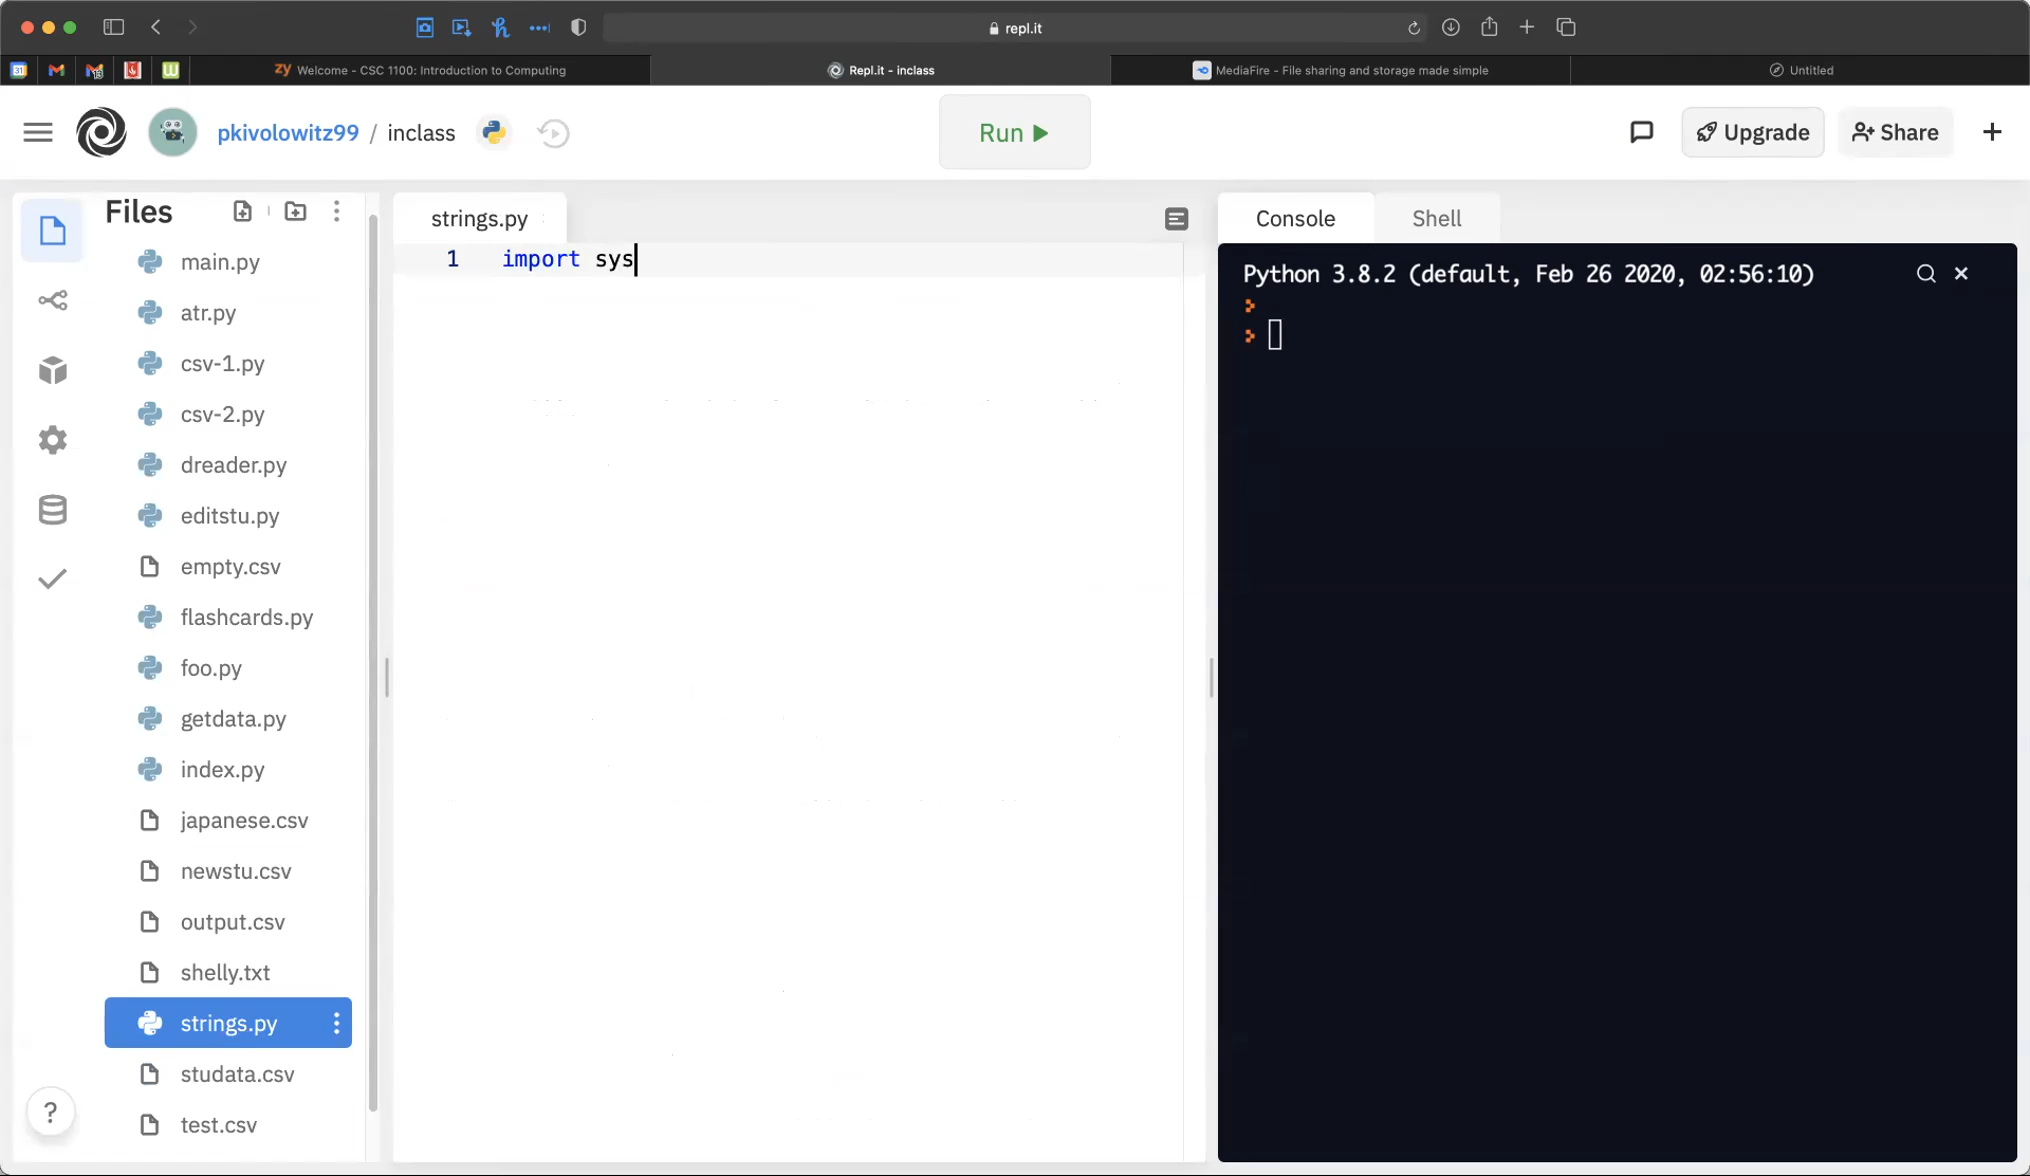 repl.it
31
zy Welcome - CSC 1100: Introduction to Computing
Repl.it - inclass
MediaFire - File sharing and storage made simple
Untitled
pkivolowitz99 / inclass
Run
Upgrade
Share
Files
main.py
atr.py
csv-1.py
csv-2.py
dreader.py
editstu.py
empty.csv
flashcards.py
foo.py
getdata.py
index.py
japanese.csv
newstu.csv
output.csv
shelly.txt
strings.py
studata.csv
test.csv
?
strings.py
1 import sys
Console
Shell
Python 3.8.2 (default, Feb 26 2020, 02:56:10)